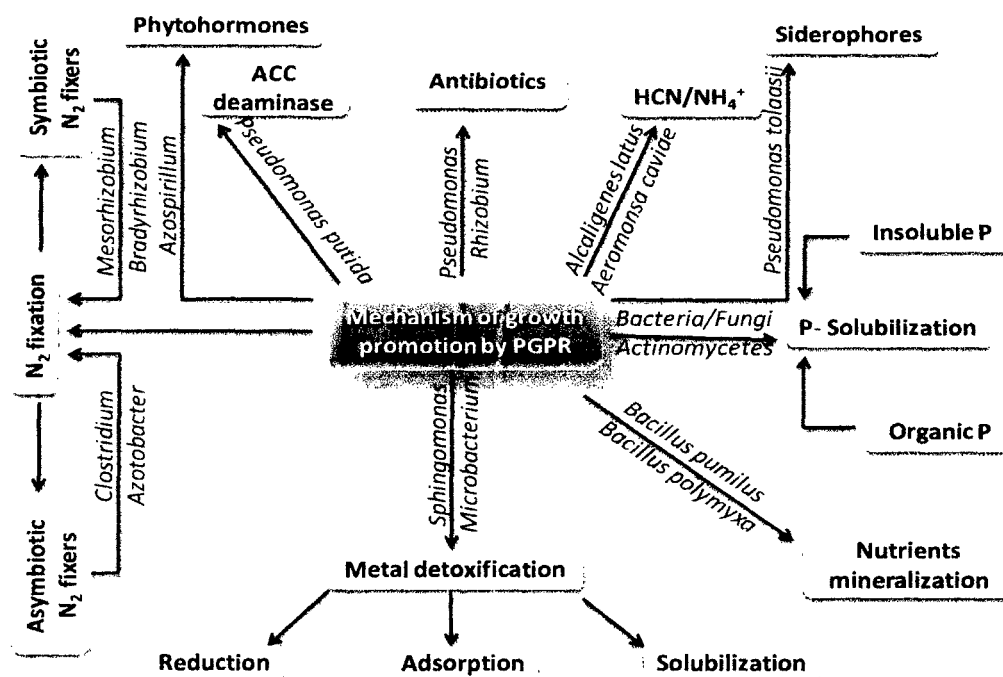 Phytohormones
Siderophores
ACC
deaminase
Antibiotics
HCN/NH₄⁺
Symbiotic
N₂ fixers
Mesorhizobium
Bradyrhizobium
Azospirillum
Pseudomonas putida
Pseudomonas
Rhizobium
Alcaligenes latus
Aeromonsa caviae
Pseudomonas tolaasii
Insoluble P
N₂ fixation
Mechanism of growth
promotion by PGPR
Bacteria/Fungi
Actinomycetes
P- Solubilization
Organic P
Clostridium
Azotobacter
Sphingomonas
Microbacterium
Bacillus pumilus
Bacillus polymyxa
Asymbiotic
N₂ fixers
Metal detoxification
Nutrients
mineralization
Reduction
Adsorption
Solubilization